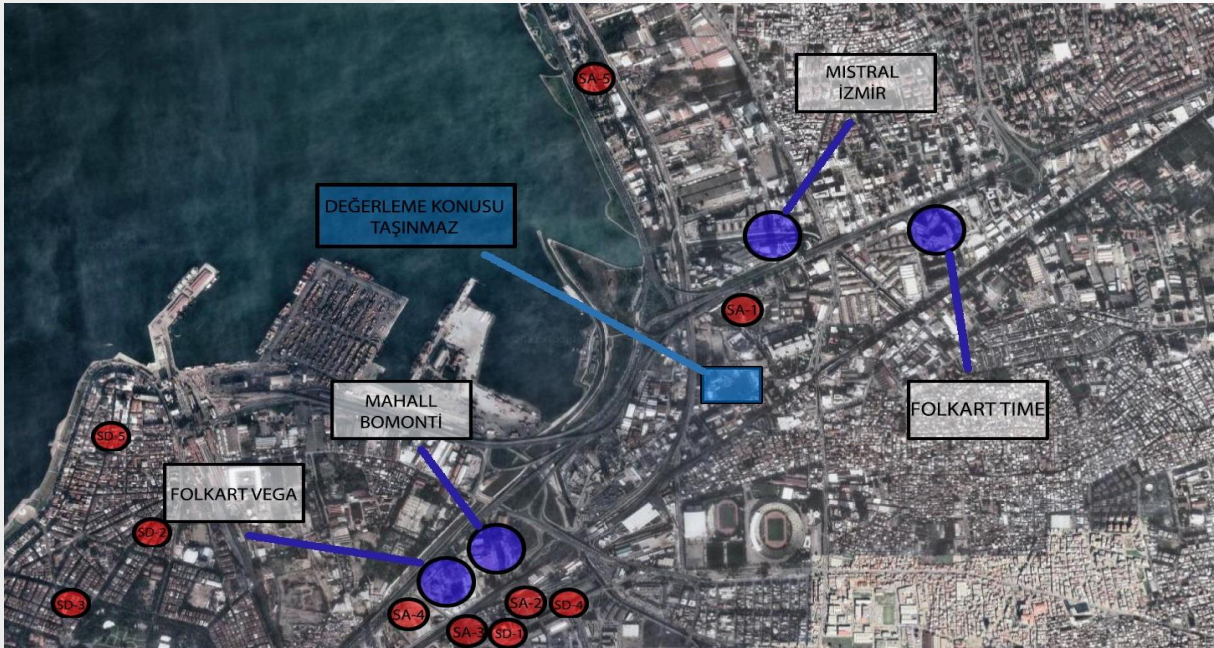 SA-5
MISTRAL
İZMİR
DEĞERLEME KONUSU
TAŞINMAZ
SA-1
MAHALL
BOMONTİ
FOLKART TIME
SD-5
FOLKART VEGA
SD-2
SD-3
SA-4
SA-2
SD-4
SA-3
SD-1